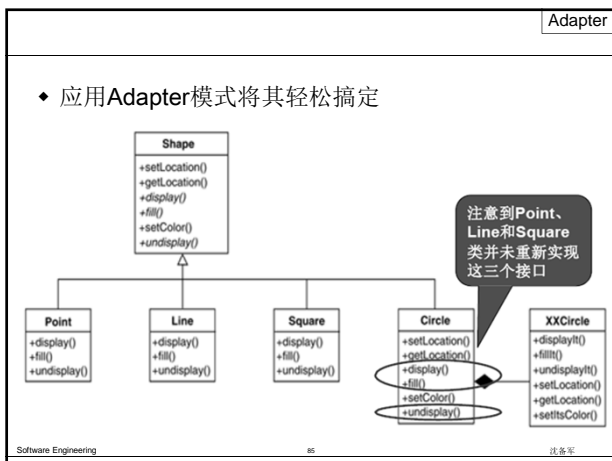 Adapter
◆ 应用Adapter模式将其轻松搞定
Shape
+setLocation()
+getLocation()
+display()
+fill()
+setColor()
+undisplay()
注意到Point、
Line和Square
类并未重新实现
这三个接口
Point
+display()
+fill()
+undisplay()
Line
+display()
+fill()
+undisplay()
Square
+display()
+fill()
+undisplay()
Circle
+setLocation()
+getLocation()
+display()
+fill()
+setColor()
+undisplay()
XXCircle
+displayIt()
+fillIt()
+undisplayIt()
+setLocation()
+getLocation()
+setItsColor()
Software Engineering
85
沈备军